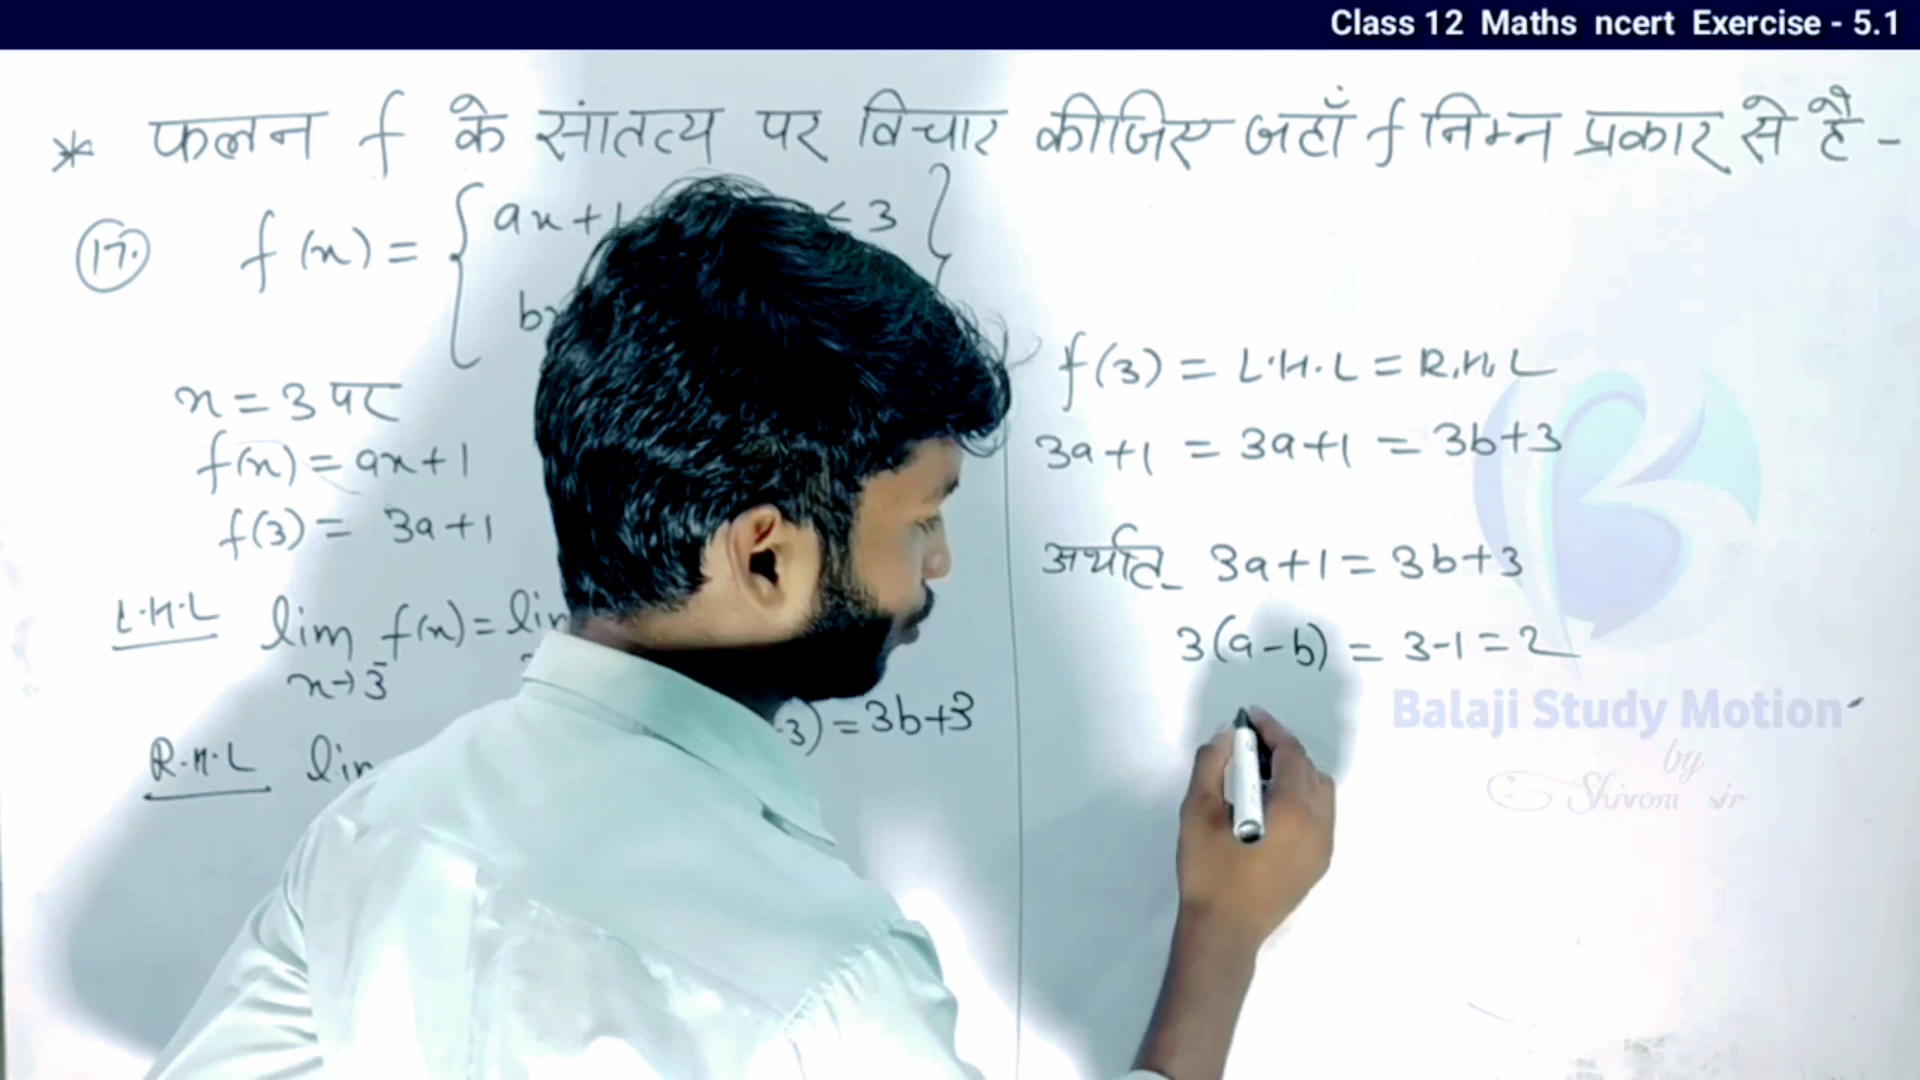 Class 12 Maths ncert Exercise - 5.1
* फलन f के सांतत्य पर विचार कीजिए जहाँ f निम्न प्रकार से है -
17. f(x) = { ax+1 < 3 }
b
x = 3 पर
f(x) = ax+1
f(3) = 3a+1
L.H.L lim f(x) = lim
x→3⁻
3) = 3b+3
R.H.L lim
f(3) = L.H.L = R.H.L
3a+1 = 3a+1 = 3b+3
अर्थात 3a+1 = 3b+3
3(a-b) = 3-1 = 2
Balaji Study Motion
by
Shivom sir